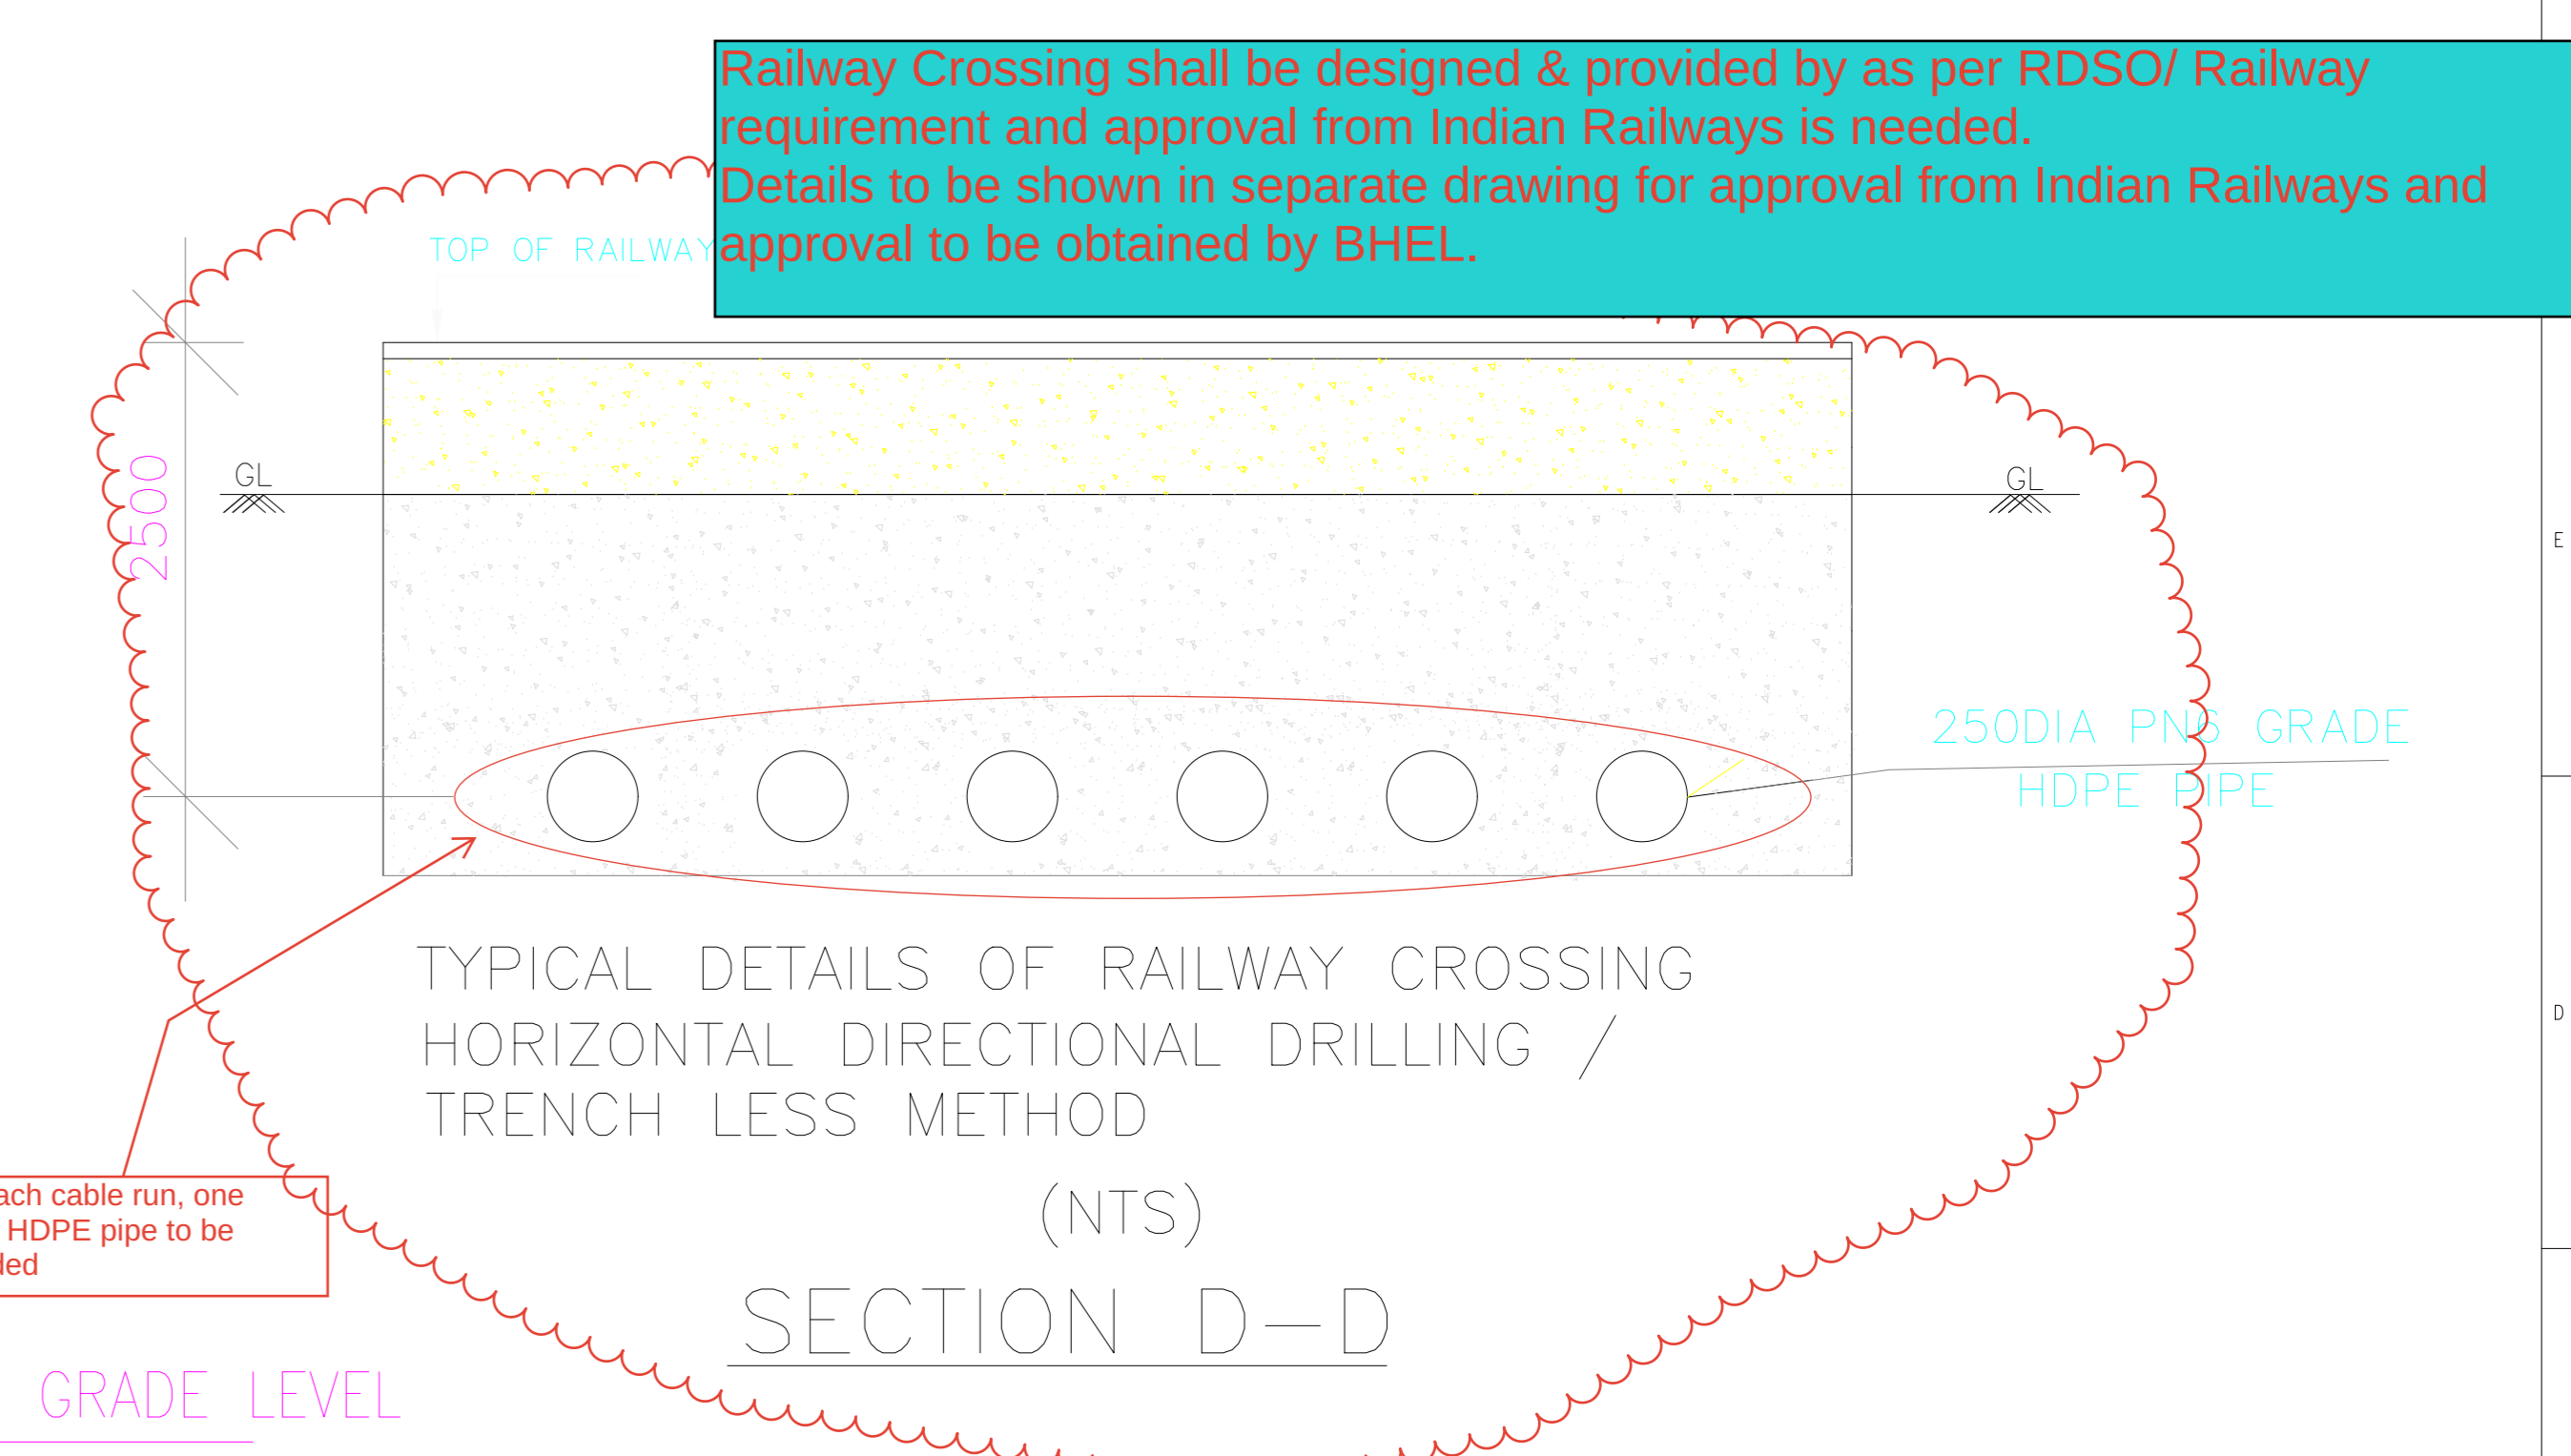 Railway Crossing shall be designed & provided by as per RDSO/ Railway
requirement and approval from Indian Railways is needed.
Details to be shown in separate drawing for approval from Indian Railways and
approval to be obtained by BHEL.
TOP OF RAILWAY
2500
GL
GL
E
250DIA PN6 GRADE
HDPE PIPE
TYPICAL DETAILS OF RAILWAY CROSSING
HORIZONTAL DIRECTIONAL DRILLING /
TRENCH LESS METHOD
D
(NTS)
cable run, one
HDPE pipe to be
SECTION D-D
GRADE LEVEL